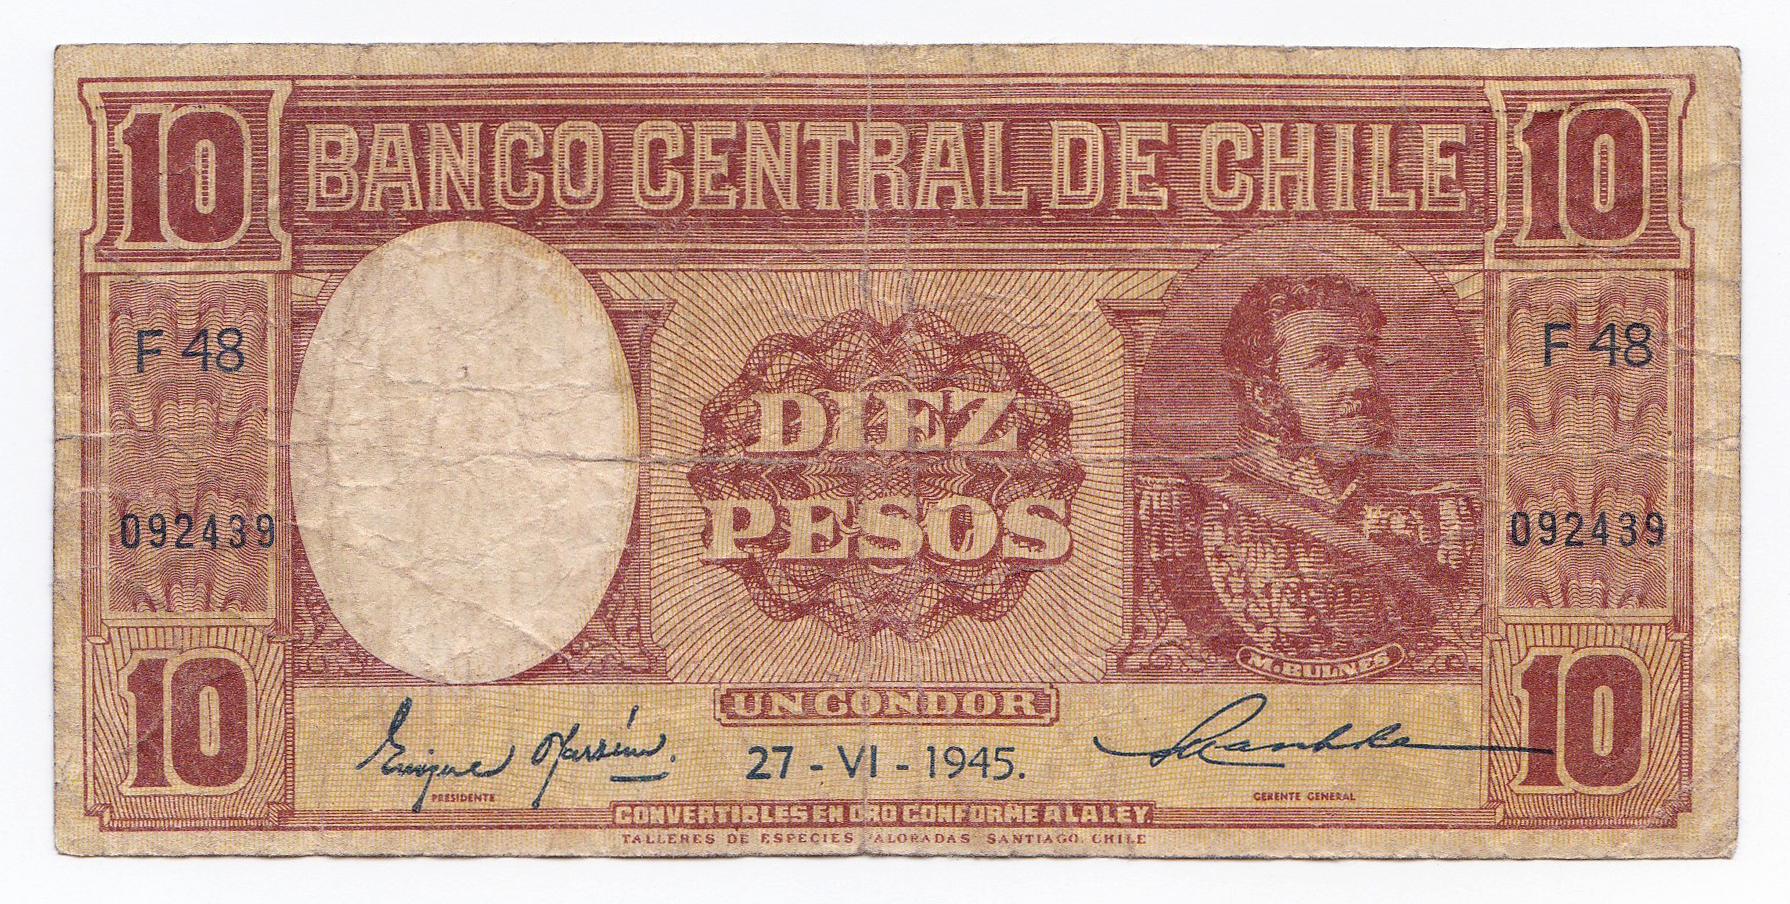 10 BANCO CENTRAL DE CHILE 10
F 48 F 48
DIEZ
PESOS
092439 092439
M. BULNES
10 UN CONDOR 10
27 - VI - 1945.
PRESIDENTE GERENTE GENERAL
CONVERTIBLES EN ORO CONFORME A LA LEY.
TALLERES DE ESPECIES VALORADAS SANTIAGO. CHILE